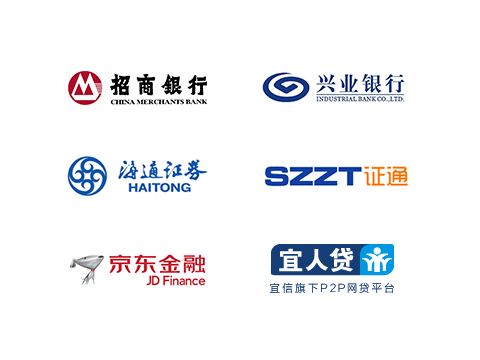 招商銀行
CHINA MERCHANTS BANK
兴业银行
INDUSTRIAL BANK CO.,LTD.
海通证券
HAITONG
SZZT证通
京东金融
JD Finance
宜人贷
宜信旗下P2P网贷平台